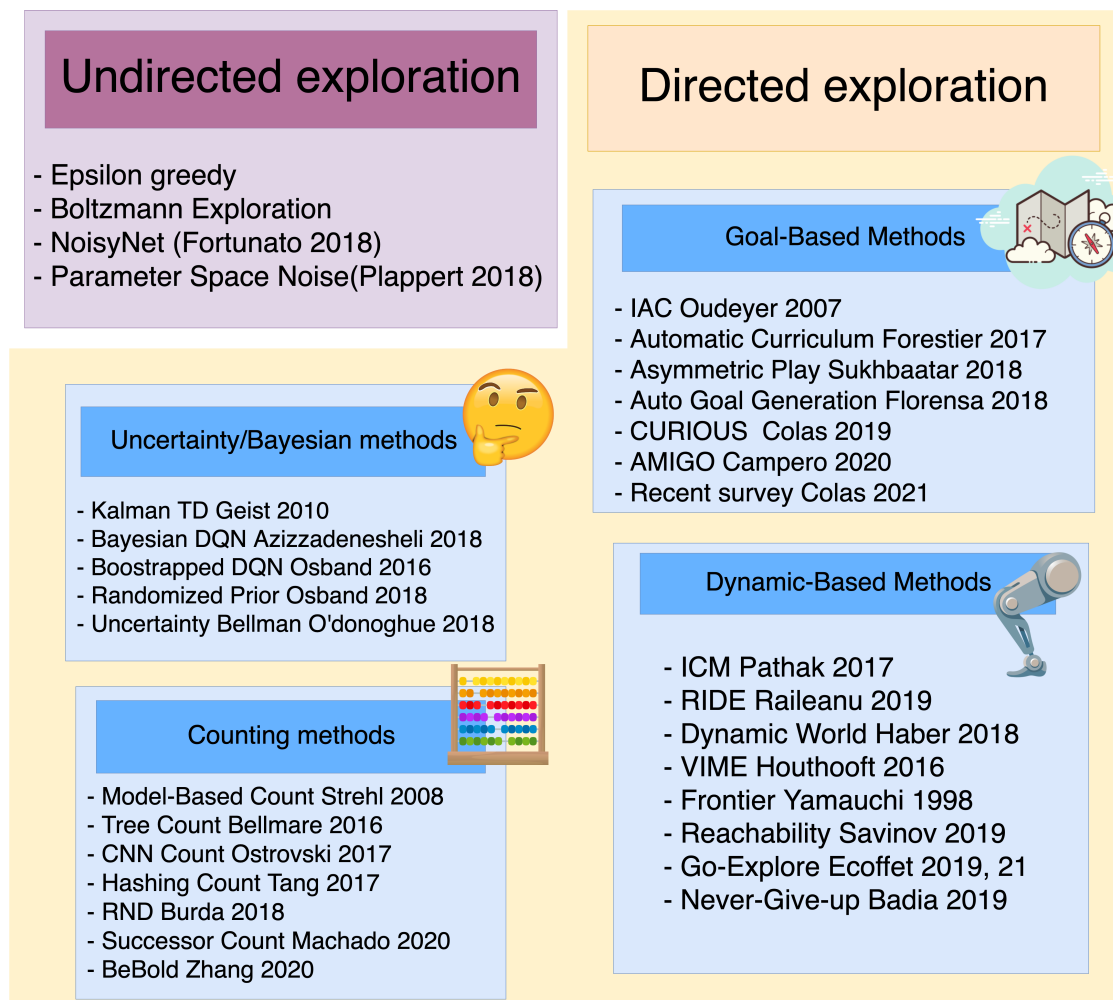 Undirected exploration
- Epsilon greedy
- Boltzmann Exploration
- NoisyNet (Fortunato 2018)
- Parameter Space Noise(Plappert 2018)
Directed exploration
Goal-Based Methods
- IAC Oudeyer 2007
- Automatic Curriculum Forestier 2017
- Asymmetric Play Sukhbaatar 2018
- Auto Goal Generation Florensa 2018
- CURIOUS  Colas 2019
- AMIGO Campero 2020
- Recent survey Colas 2021
Uncertainty/Bayesian methods
- Kalman TD Geist 2010
- Bayesian DQN Azizzadenesheli 2018
- Boostrapped DQN Osband 2016
- Randomized Prior Osband 2018
- Uncertainty Bellman O'donoghue 2018
Dynamic-Based Methods
- ICM Pathak 2017
- RIDE Raileanu 2019
- Dynamic World Haber 2018
- VIME Houthooft 2016
- Frontier Yamauchi 1998
- Reachability Savinov 2019
- Go-Explore Ecoffet 2019, 21
- Never-Give-up Badia 2019
Counting methods
- Model-Based Count Strehl 2008
- Tree Count Bellmare 2016
- CNN Count Ostrovski 2017
- Hashing Count Tang 2017
- RND Burda 2018
- Successor Count Machado 2020
- BeBold Zhang 2020